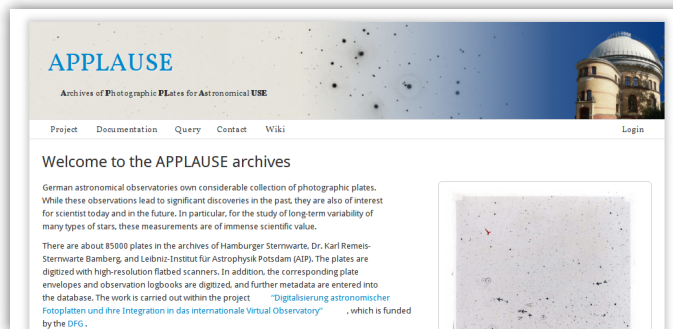 APPLAUSE
Archives of Photographic PLates for Astronomical USE
Project Documentation Query Contact Wiki Login
Welcome to the APPLAUSE archives
German astronomical observatories own considerable collection of photographic plates.
While these observations lead to significant discoveries in the past, they are also of interest
for scientist today and in the future. In particular, for the study of long-term variability of
many types of stars, these measurements are of immense scientific value.
There are about 85000 plates in the archives of Hamburger Sternwarte, Dr. Karl Remeis-
Sternwarte Bamberg, and Leibniz-Institut für Astrophysik Potsdam (AIP). The plates are
digitized with high-resolution flatbed scanners. In addition, the corresponding plate
envelopes and observation logbooks are digitized, and further metadata are entered into
the database. The work is carried out within the project "Digitalisierung astronomischer
Fotoplatten und ihre Integration in das internationale Virtual Observatory" , which is funded
by the DFG .